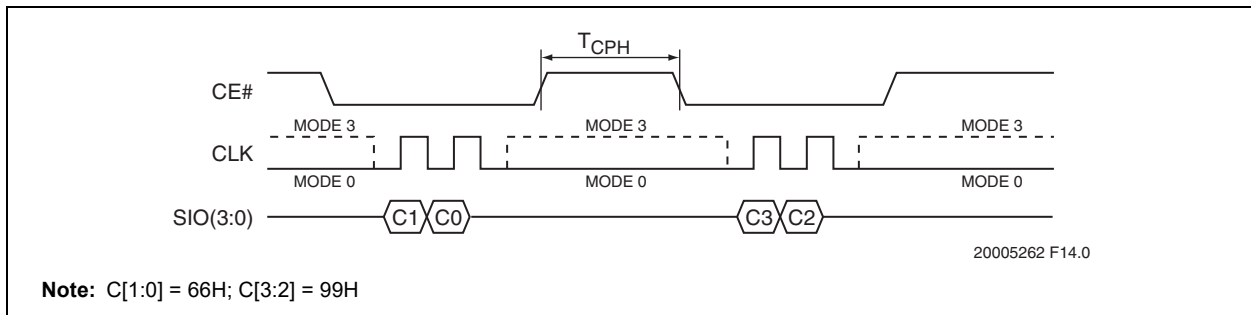 T_CPH
CE#
MODE 3 MODE 3 MODE 3
CLK
MODE 0 MODE 0 MODE 0
SIO(3:0) C1 C0 C3 C2
20005262 F14.0
Note: C[1:0] = 66H; C[3:2] = 99H